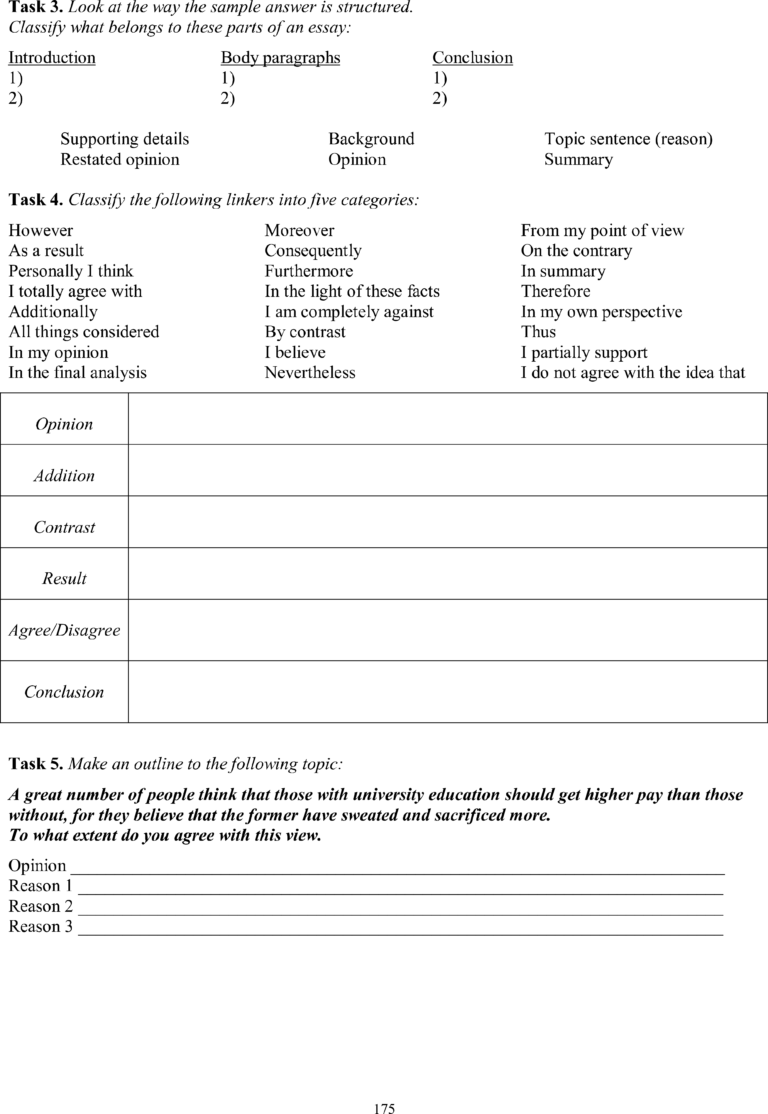 Task 3. Look at the way the sample answer is structured.
Classify what belongs to these parts of an essay:
Introduction Body paragraphs Conclusion
1) 1) 1)
2) 2) 2)
Supporting details Background Topic sentence (reason)
Restated opinion Opinion Summary
Task 4. Classify the following linkers into five categories:
However Moreover From my point of view
As a result Consequently On the contrary
Personally I think Furthermore In summary
I totally agree with In the light of these facts Therefore
Additionally I am completely against In my own perspective
All things considered By contrast Thus
In my opinion I believe I partially support
In the final analysis Nevertheless I do not agree with the idea that
Opinion
Addition
Contrast
Result
Agree/Disagree
Conclusion
Task 5. Make an outline to the following topic:
A great number of people think that those with university education should get higher pay than those
without, for they believe that the former have sweated and sacrificed more.
To what extent do you agree with this view.
Opinion
Reason 1
Reason 2
Reason 3
175